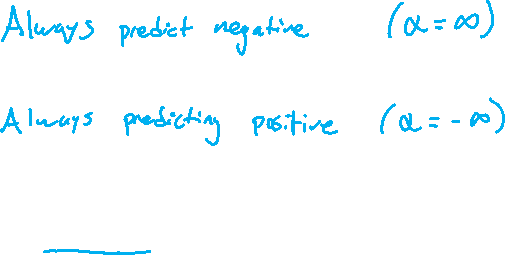 Always predict negative (α = ∞)
Always predicting positive (α = - ∞)